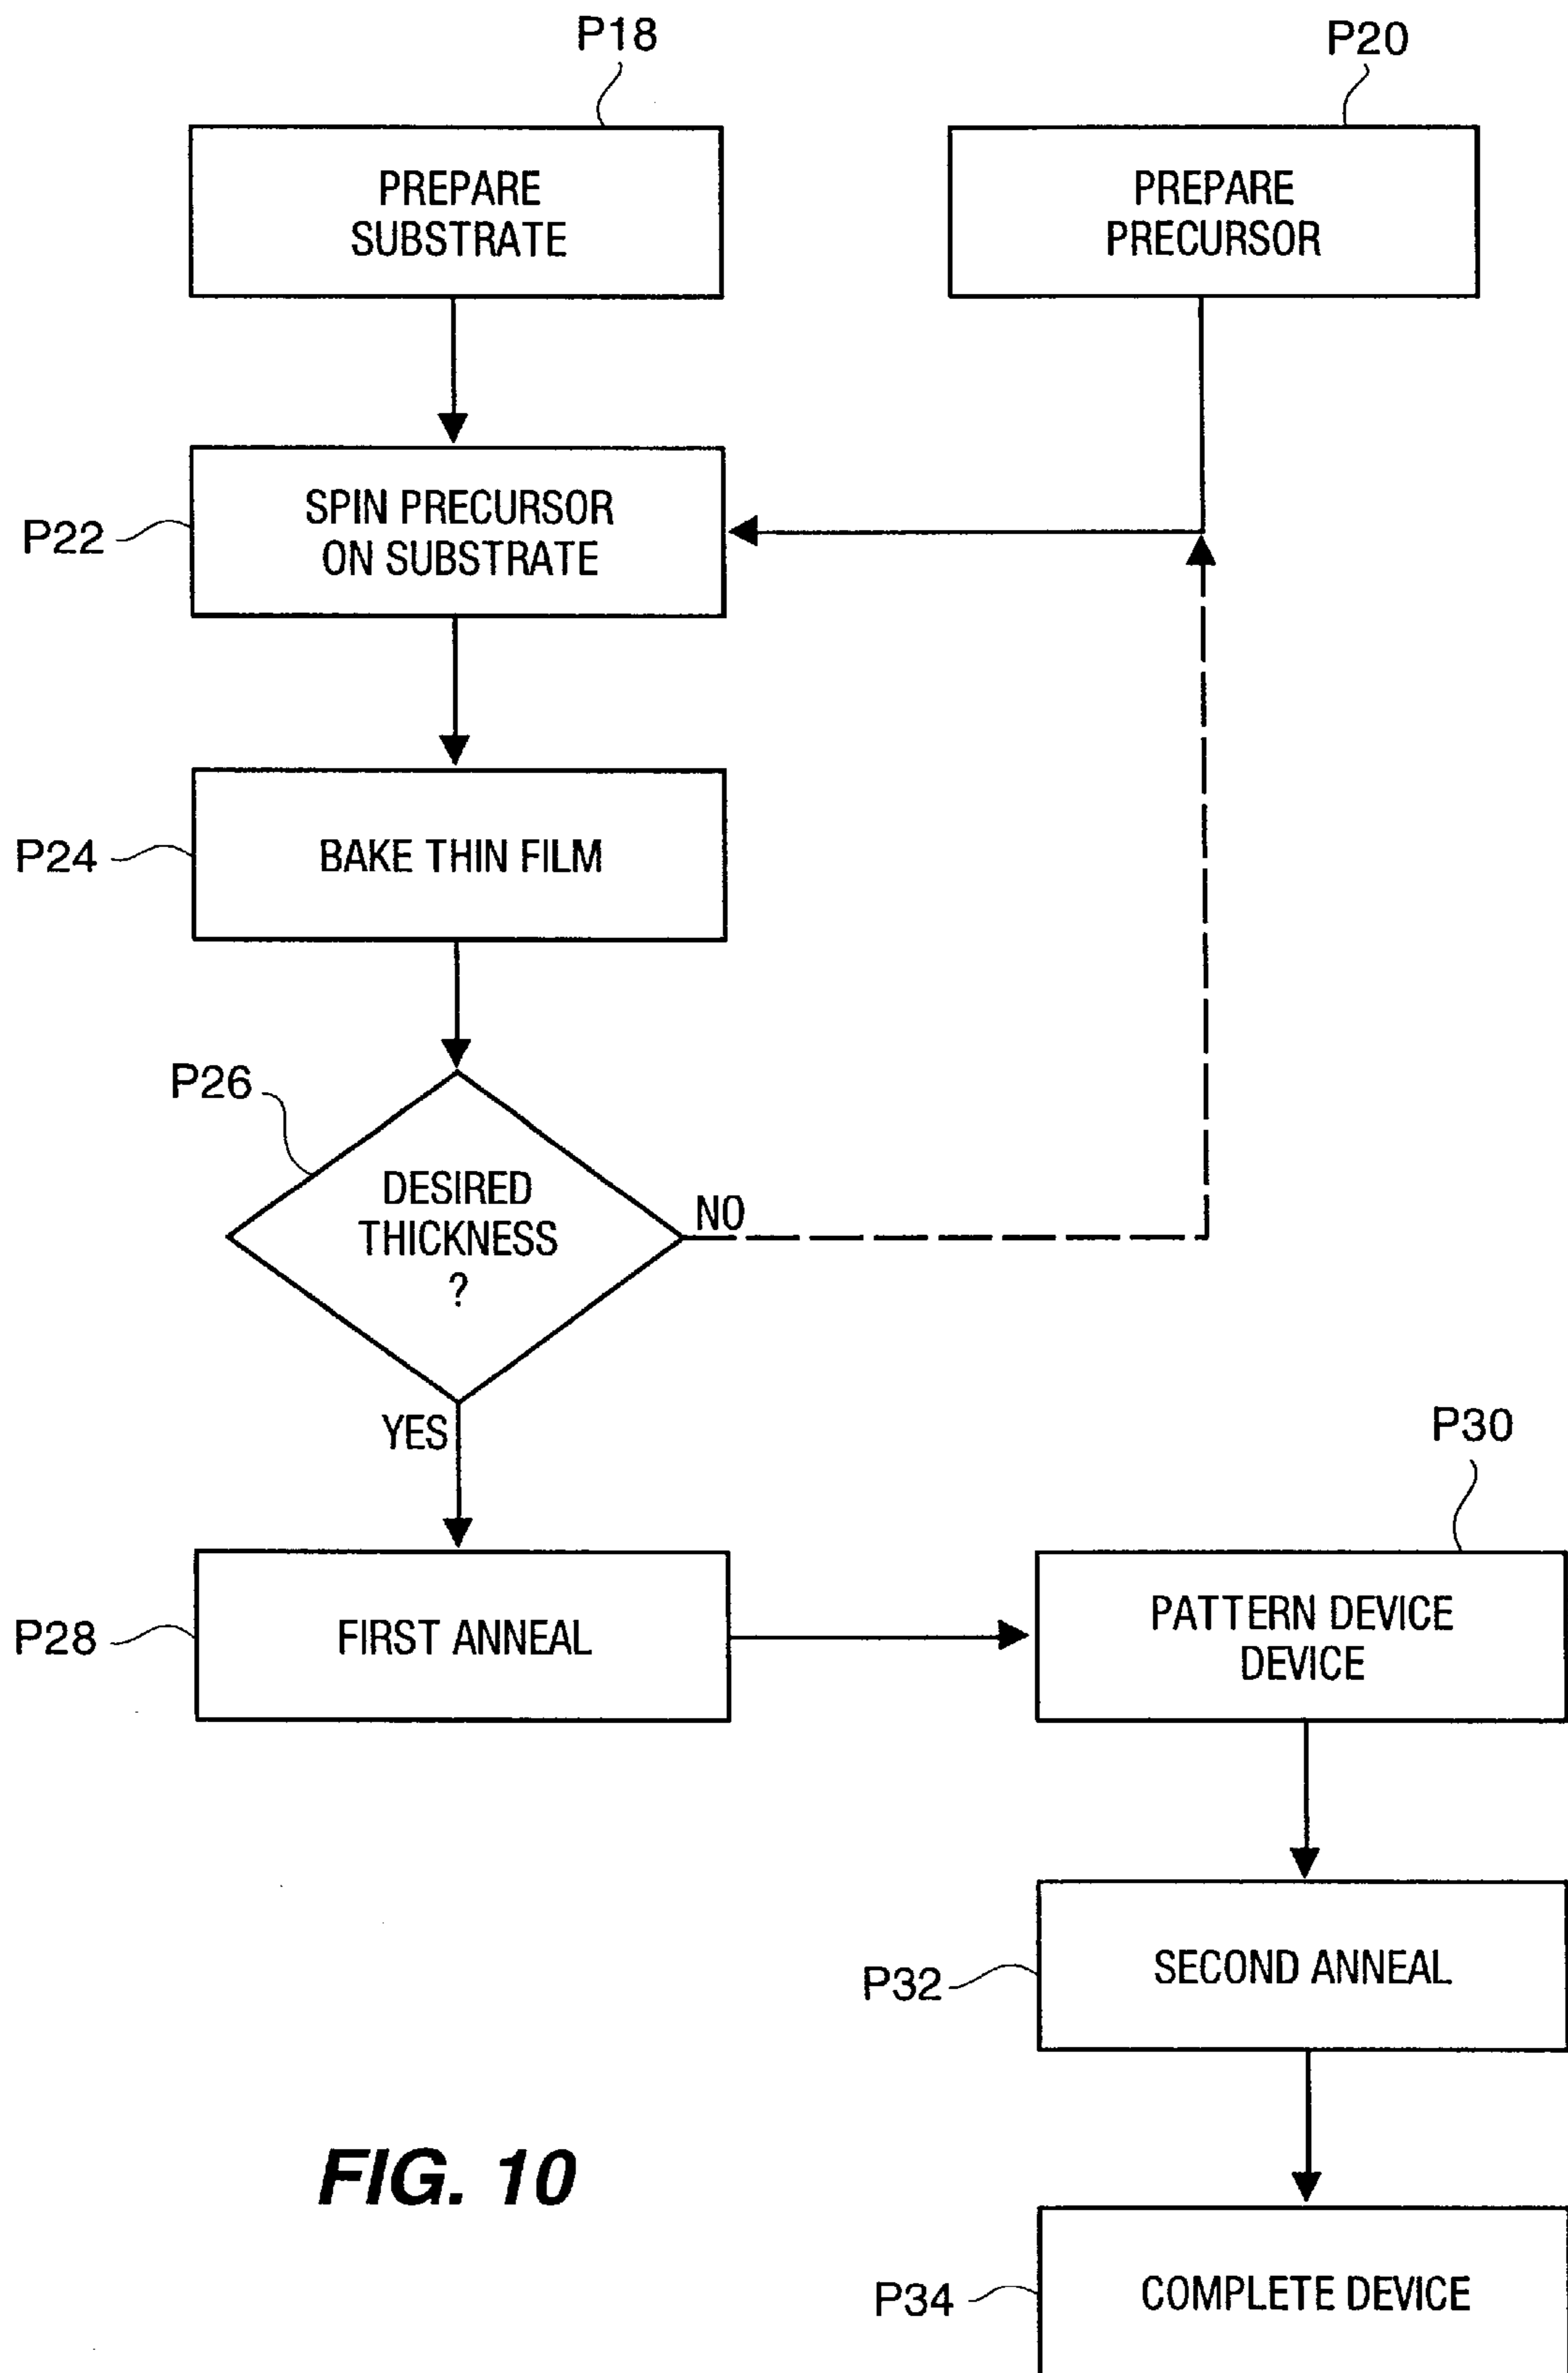 P18
P20
PREPARE
SUBSTRATE
PREPARE
PRECURSOR
P22
SPIN PRECURSOR
ON SUBSTRATE
P24
BAKE THIN FILM
P26
DESIRED
THICKNESS
?
NO
YES
P30
P28
FIRST ANNEAL
PATTERN DEVICE
DEVICE
P32
SECOND ANNEAL
FIG. 10
P34
COMPLETE DEVICE